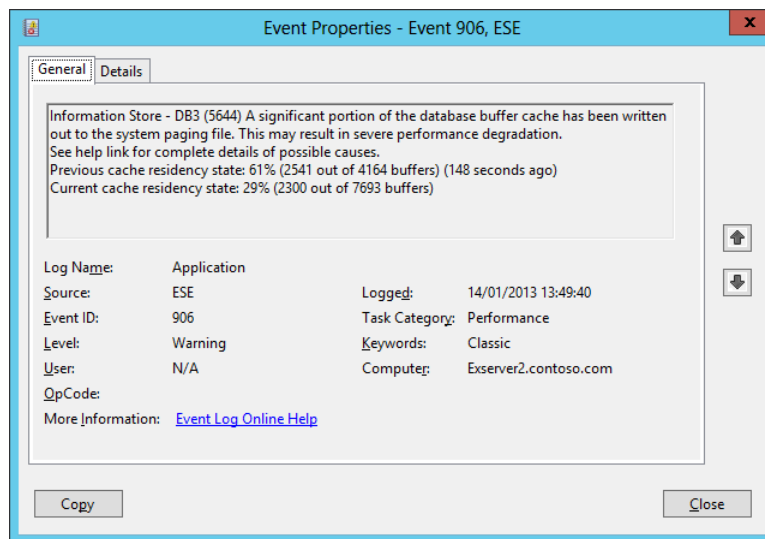 Event Properties - Event 906, ESE
x
General Details
Information Store - DB3 (5644) A significant portion of the database buffer cache has been written
out to the system paging file. This may result in severe performance degradation.
See help link for complete details of possible causes.
Previous cache residency state: 61% (2541 out of 4164 buffers) (148 seconds ago)
Current cache residency state: 29% (2300 out of 7693 buffers)
Log Name: Application
Source: ESE Logged: 14/01/2013 13:49:40
Event ID: 906 Task Category: Performance
Level: Warning Keywords: Classic
User: N/A Computer: Exserver2.contoso.com
OpCode:
More Information: Event Log Online Help
Copy Close